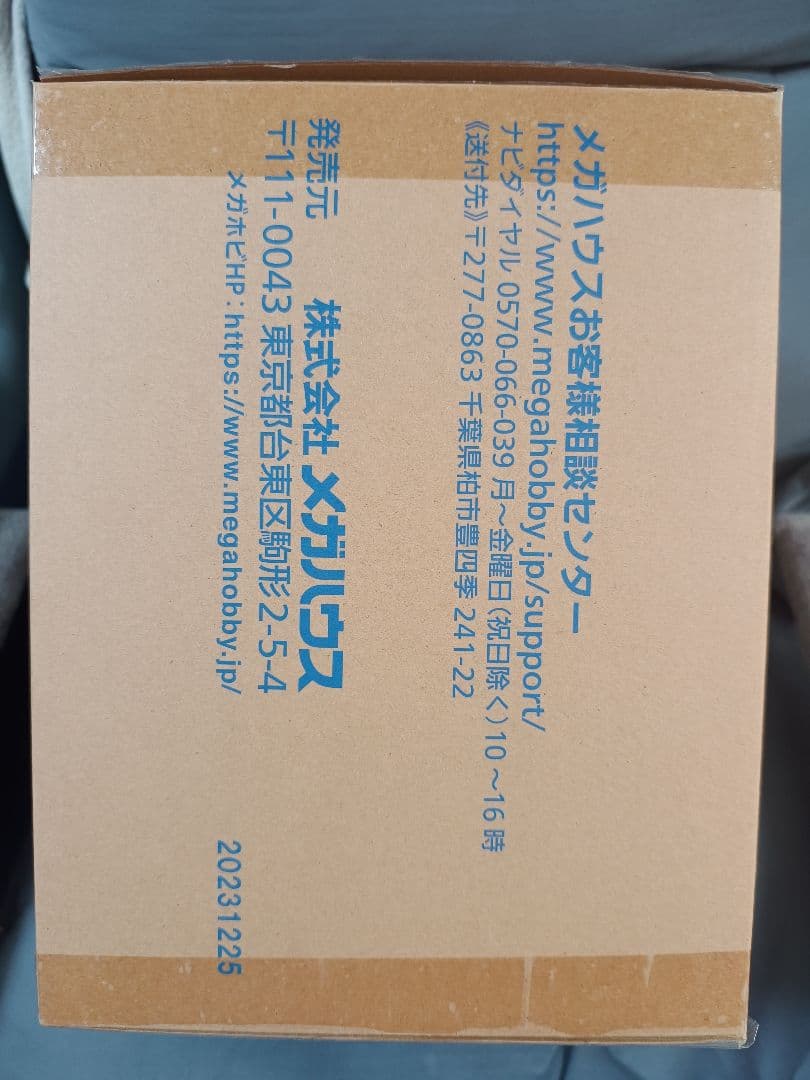 メガハウスお客様相談センター
https://www.megahobby.jp/support/
ナビダイヤル 0570-066-039 月～金曜日(祝日除く)10～16時
《送付先》〒277-0863 千葉県柏市豊四季 241-22
発売元 株式会社 メガハウス
〒111-0043 東京都台東区駒形2-5-4
メガホビHP：https://www.megahobby.jp/
20231225